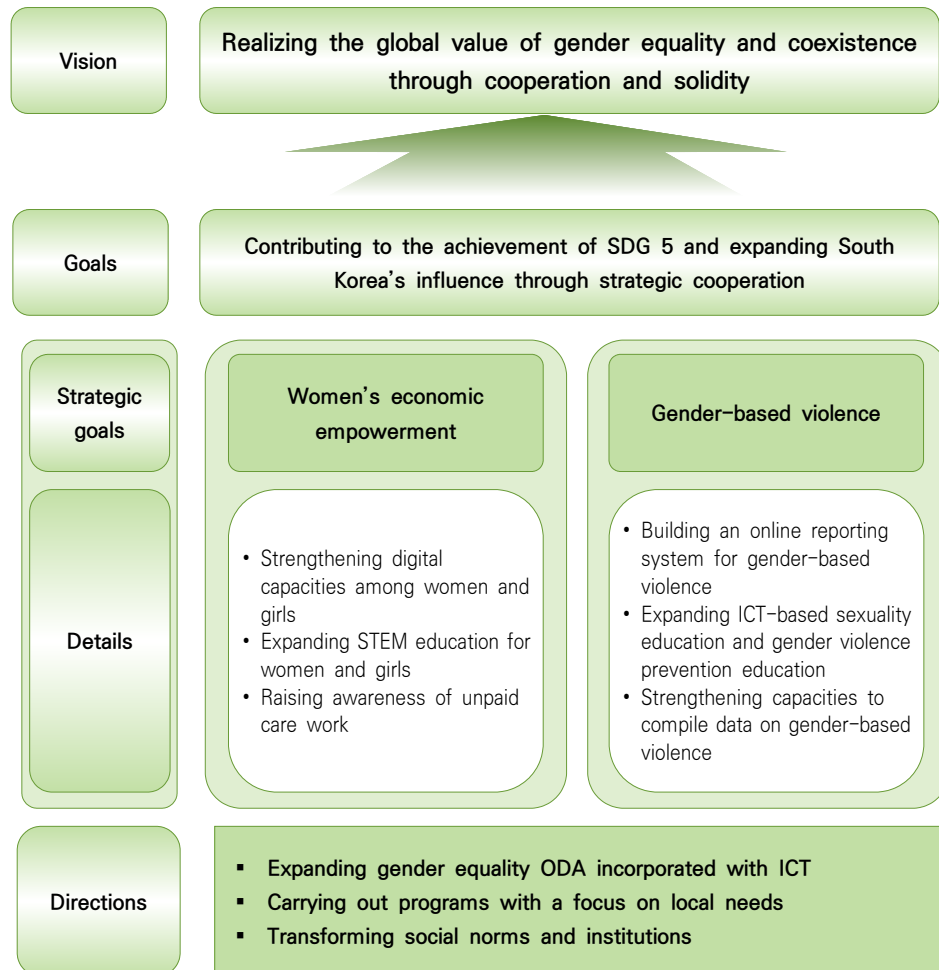 Vision
Realizing the global value of gender equality and coexistence
through cooperation and solidity
Goals
Contributing to the achievement of SDG 5 and expanding South
Korea's influence through strategic cooperation
Strategic
goals
Women's economic
empowerment
Gender-based violence
Details
• Strengthening digital
capacities among women and
girls
• Expanding STEM education for
women and girls
• Raising awareness of unpaid
care work
• Building an online reporting
system for gender-based
violence
• Expanding ICT-based sexuality
education and gender violence
prevention education
• Strengthening capacities to
compile data on gender-based
violence
Directions
▪ Expanding gender equality ODA incorporated with ICT
▪ Carrying out programs with a focus on local needs
▪ Transforming social norms and institutions